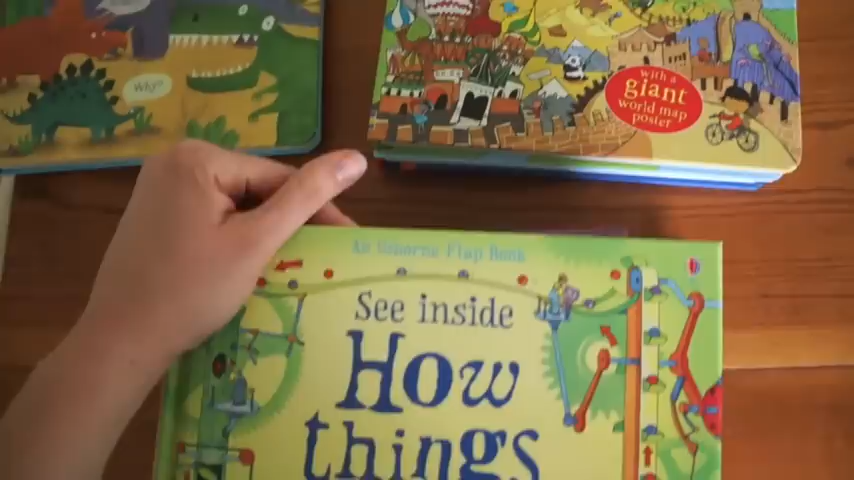 Why?
with a
giant
world map
poster
An Usborne Flap Book
See inside
How
things